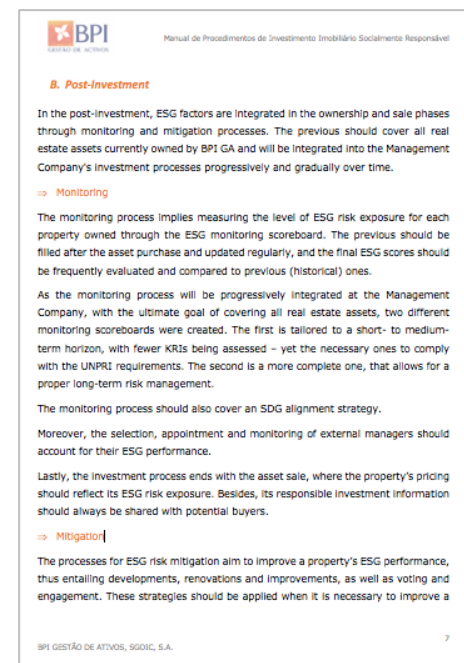 BPI
GESTÃO DE ACTIVOS
Manual de Procedimentos de Investimento Imobiliário Socialmente Responsável
B. Post-Investment
In the post-investment, ESG factors are integrated in the ownership and sale phases
through monitoring and mitigation processes. The previous should cover all real
estate assets currently owned by BPI GA and will be integrated into the Management
Company's investment processes progressively and gradually over time.
⇒ Monitoring
The monitoring process implies measuring the level of ESG risk exposure for each
property owned through the ESG monitoring scoreboard. The previous should be
filled after the asset purchase and updated regularly, and the final ESG scores should
be frequently evaluated and compared to previous (historical) ones.
As the monitoring process will be progressively integrated at the Management
Company, with the ultimate goal of covering all real estate assets, two different
monitoring scoreboards were created. The first is tailored to a short- to medium-
term horizon, with fewer KRIs being assessed – yet the necessary ones to comply
with the UNPRI requirements. The second is a more complete one, that allows for a
proper long-term risk management.
The monitoring process should also cover an SDG alignment strategy.
Moreover, the selection, appointment and monitoring of external managers should
account for their ESG performance.
Lastly, the investment process ends with the asset sale, where the property's pricing
should reflect its ESG risk exposure. Besides, its responsible investment information
should always be shared with potential buyers.
⇒ Mitigation
The processes for ESG risk mitigation aim to improve a property's ESG performance,
thus entailing developments, renovations and improvements, as well as voting and
engagement. These strategies should be applied when it is necessary to improve a
7
BPI GESTÃO DE ATIVOS, SGOIC, S.A.